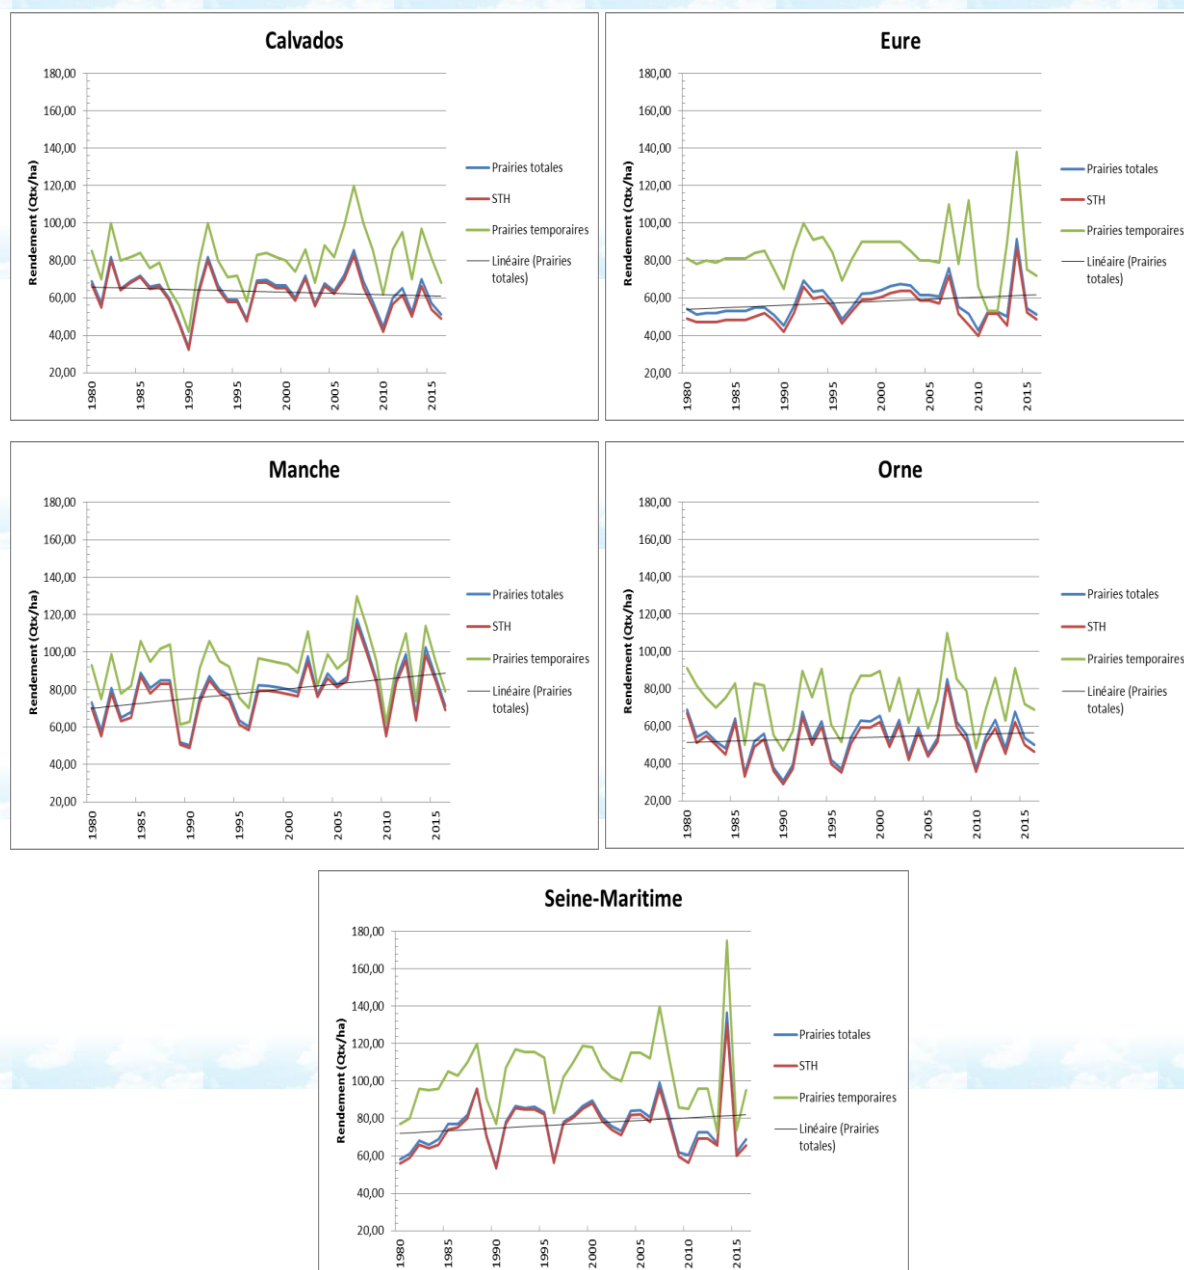 Calvados
180,00
160,00
140,00
120,00
100,00
80,00
60,00
40,00
20,00
Rendement (Qtx/ha)
1980
1985
1990
1995
2000
2005
2010
2015
Prairies totales
STH
Prairies temporaires
Linéaire (Prairies
totales)
Eure
180,00
160,00
140,00
120,00
100,00
80,00
60,00
40,00
20,00
Rendement (Qtx/ha)
1980
1985
1990
1995
2000
2005
2010
2015
Prairies totales
STH
Prairies temporaires
Linéaire (Prairies
totales)
Manche
180,00
160,00
140,00
120,00
100,00
80,00
60,00
40,00
20,00
Rendement (Qtx/ha)
1980
1985
1990
1995
2000
2005
2010
2015
Prairies totales
STH
Prairies temporaires
Linéaire (Prairies
totales)
Orne
180,00
160,00
140,00
120,00
100,00
80,00
60,00
40,00
20,00
Rendement (Qtx/ha)
1980
1985
1990
1995
2000
2005
2010
2015
Prairies totales
STH
Prairies temporaires
Linéaire (Prairies
totales)
Seine-Maritime
180,00
160,00
140,00
120,00
100,00
80,00
60,00
40,00
20,00
Rendement (Qtx/ha)
1980
1985
1990
1995
2000
2005
2010
2015
Prairies totales
STH
Prairies temporaires
Linéaire (Prairies
totales)